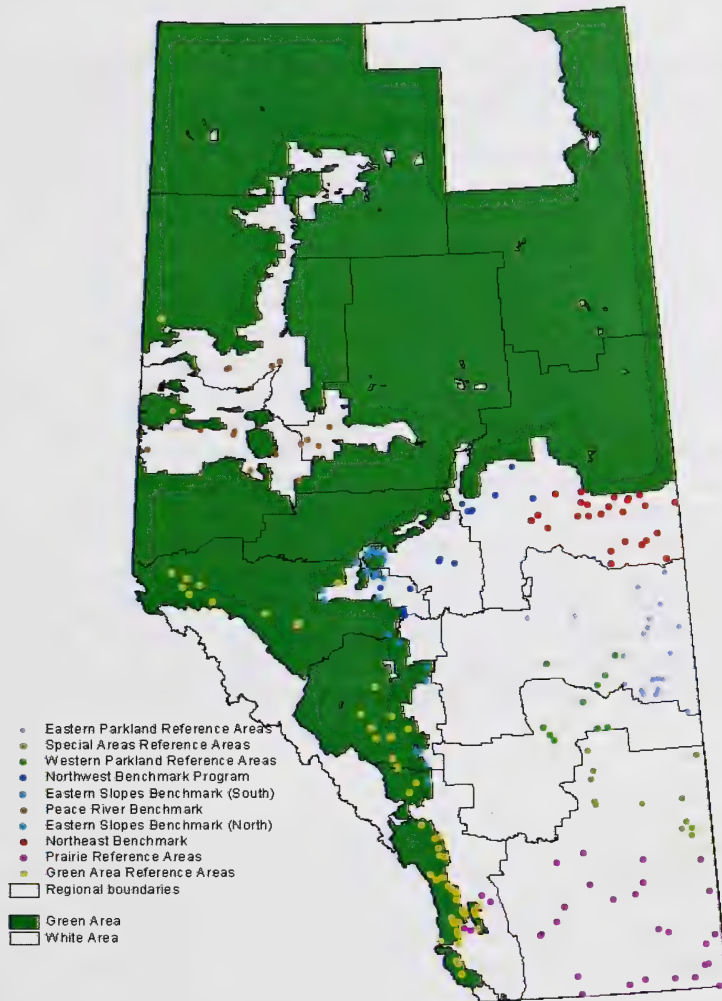 Eastern Parkland Reference Areas
Special Areas Reference Areas
Western Parkland Reference Areas
Northwest Benchmark Program
Eastern Slopes Benchmark (South)
Peace River Benchmark
Eastern Slopes Benchmark (North)
Northeast Benchmark
Prairie Reference Areas
Green Area Reference Areas
Regional boundaries
Green Area
White Area